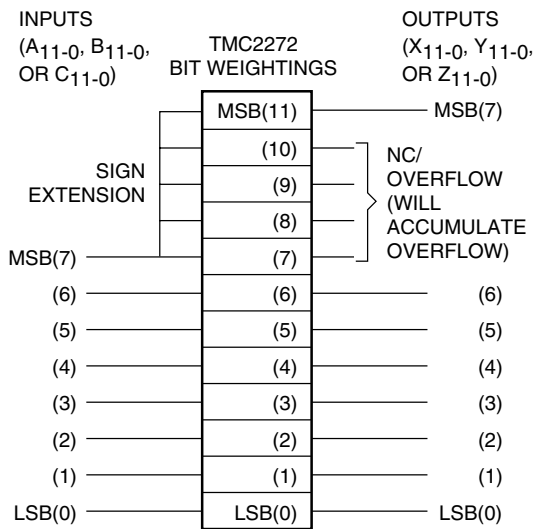 INPUTS
(A11-0, B11-0,
OR C11-0)
TMC2272
BIT WEIGHTINGS
OUTPUTS
(X11-0, Y11-0,
OR Z11-0)
MSB(11)
MSB(7)
(10)
(9)
(8)
(7)
SIGN
EXTENSION
NC/
OVERFLOW
(WILL
ACCUMULATE
OVERFLOW)
MSB(7)
(6) (6) (6)
(5) (5) (5)
(4) (4) (4)
(3) (3) (3)
(2) (2) (2)
(1) (1) (1)
LSB(0) LSB(0) LSB(0)